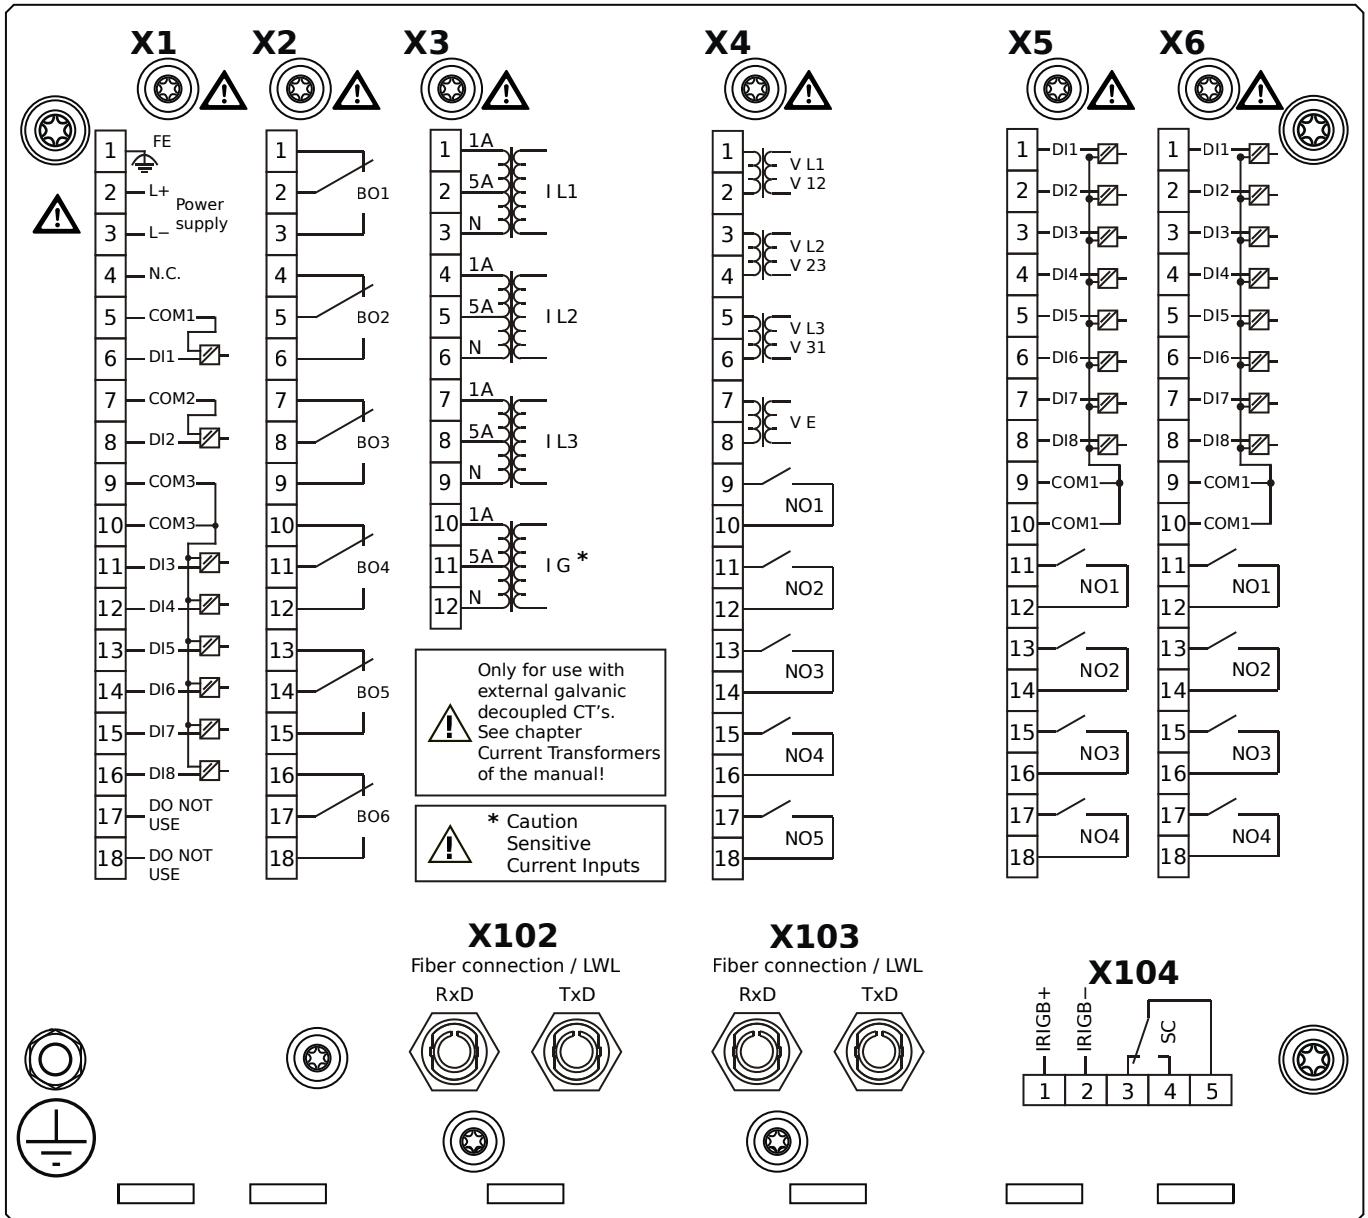 X1
X2
X3
X4
X5
X6
1 FE
2 L+
Power
supply
3 L−
4 N.C.
5 COM1
6 DI1
7 COM2
8 DI2
9 COM3
10 COM3
11 DI3
12 DI4
13 DI5
14 DI6
15 DI7
16 DI8
17 DO NOT
USE
18 DO NOT
USE
1
2 BO1
3
4
5 BO2
6
7
8 BO3
9
10
11 BO4
12
13
14 BO5
15
16
17 BO6
18
1 1A
2 5A I L1
3 N
4 1A
5 5A I L2
6 N
7 1A
8 5A I L3
9 N
10 1A
11 5A I G *
12 N
Only for use with
external galvanic
decoupled CT's.
See chapter
Current Transformers
of the manual!
* Caution
Sensitive
Current Inputs
1 V L1
2 V 12
3 V L2
4 V 23
5 V L3
6 V 31
7 V E
8
9 NO1
10
11 NO2
12
13 NO3
14
15 NO4
16
17 NO5
18
1 DI1
2 DI2
3 DI3
4 DI4
5 DI5
6 DI6
7 DI7
8 DI8
9 COM1
10 COM1
11 NO1
12
13 NO2
14
15 NO3
16
17 NO4
18
1 DI1
2 DI2
3 DI3
4 DI4
5 DI5
6 DI6
7 DI7
8 DI8
9 COM1
10 COM1
11 NO1
12
13 NO2
14
15 NO3
16
17 NO4
18
X102
Fiber connection / LWL
RxD TxD
X103
Fiber connection / LWL
RxD TxD
X104
IRIGB+
IRIGB−
SC
1 2 3 4 5